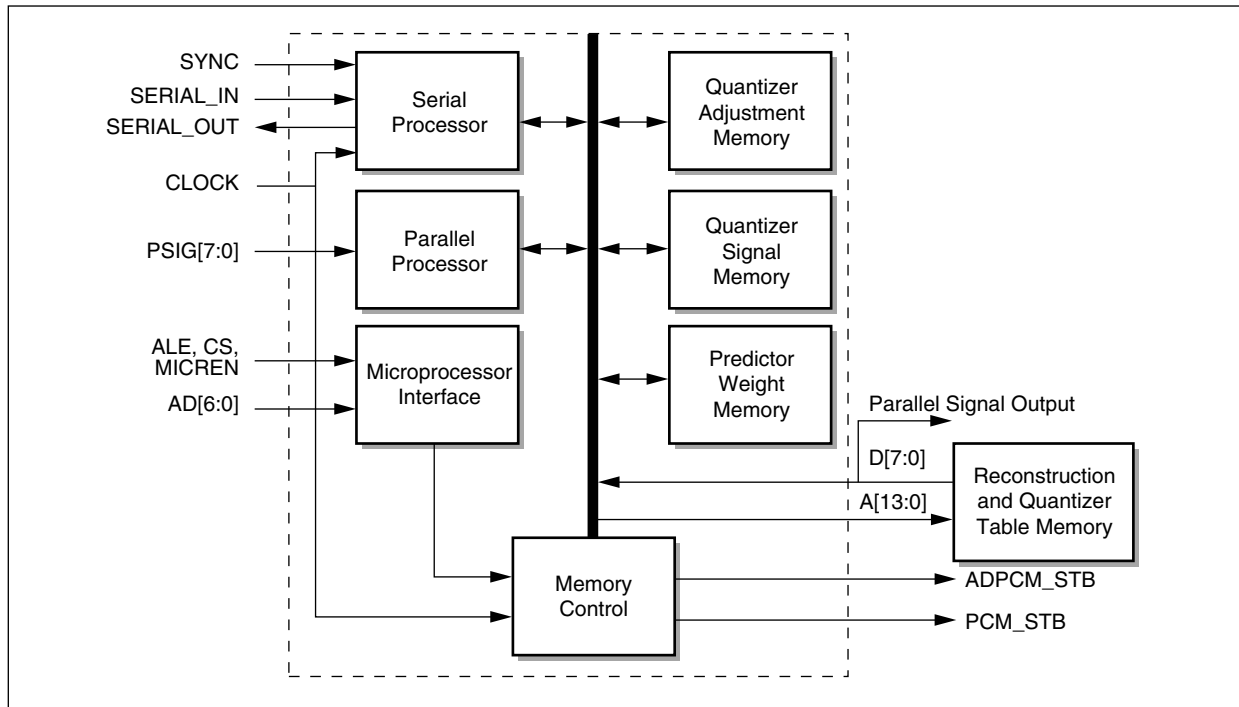 SYNC
SERIAL_IN
SERIAL_OUT
CLOCK
PSIG[7:0]
ALE, CS,
MICREN
AD[6:0]
Serial
Processor
Parallel
Processor
Microprocessor
Interface
Memory
Control
Quantizer
Adjustment
Memory
Quantizer
Signal
Memory
Predictor
Weight
Memory
Parallel Signal Output
D[7:0]
A[13:0]
Reconstruction
and Quantizer
Table Memory
ADPCM_STB
PCM_STB